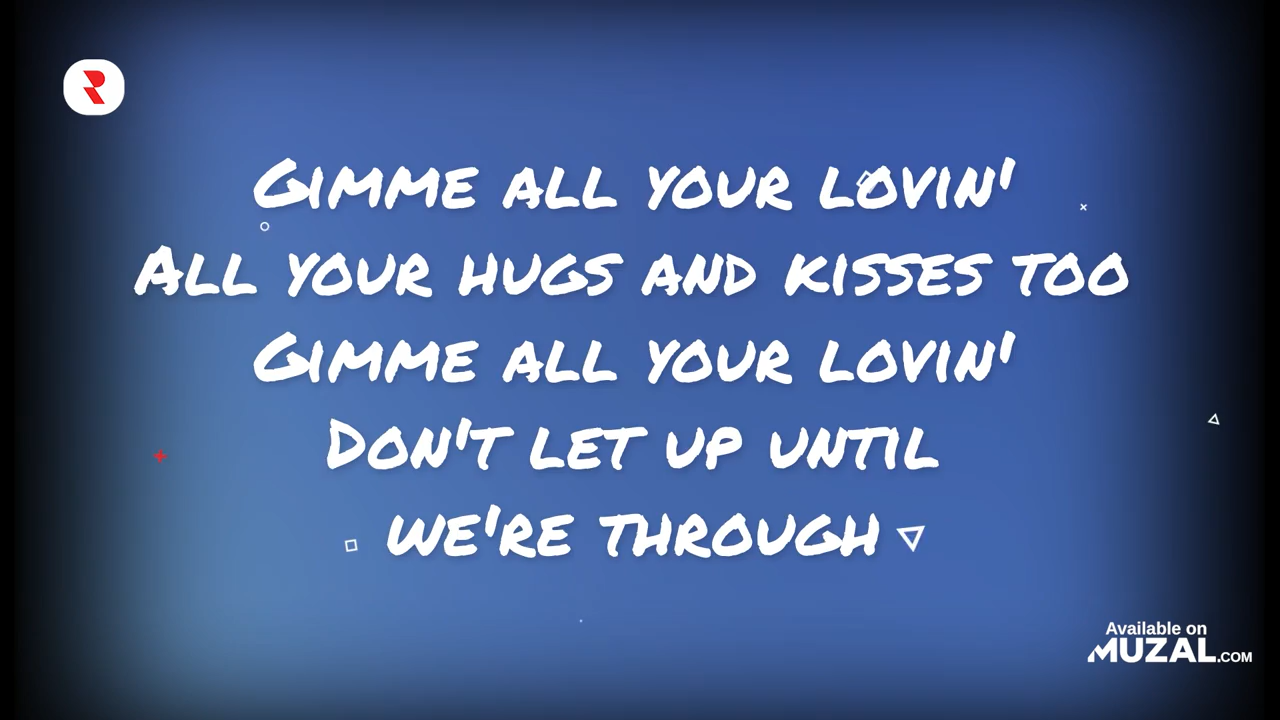 Gimme all your lovin'
All your hugs and kisses too
Gimme all your lovin'
Don't let up until
we're through
Available on
MUZAL.COM